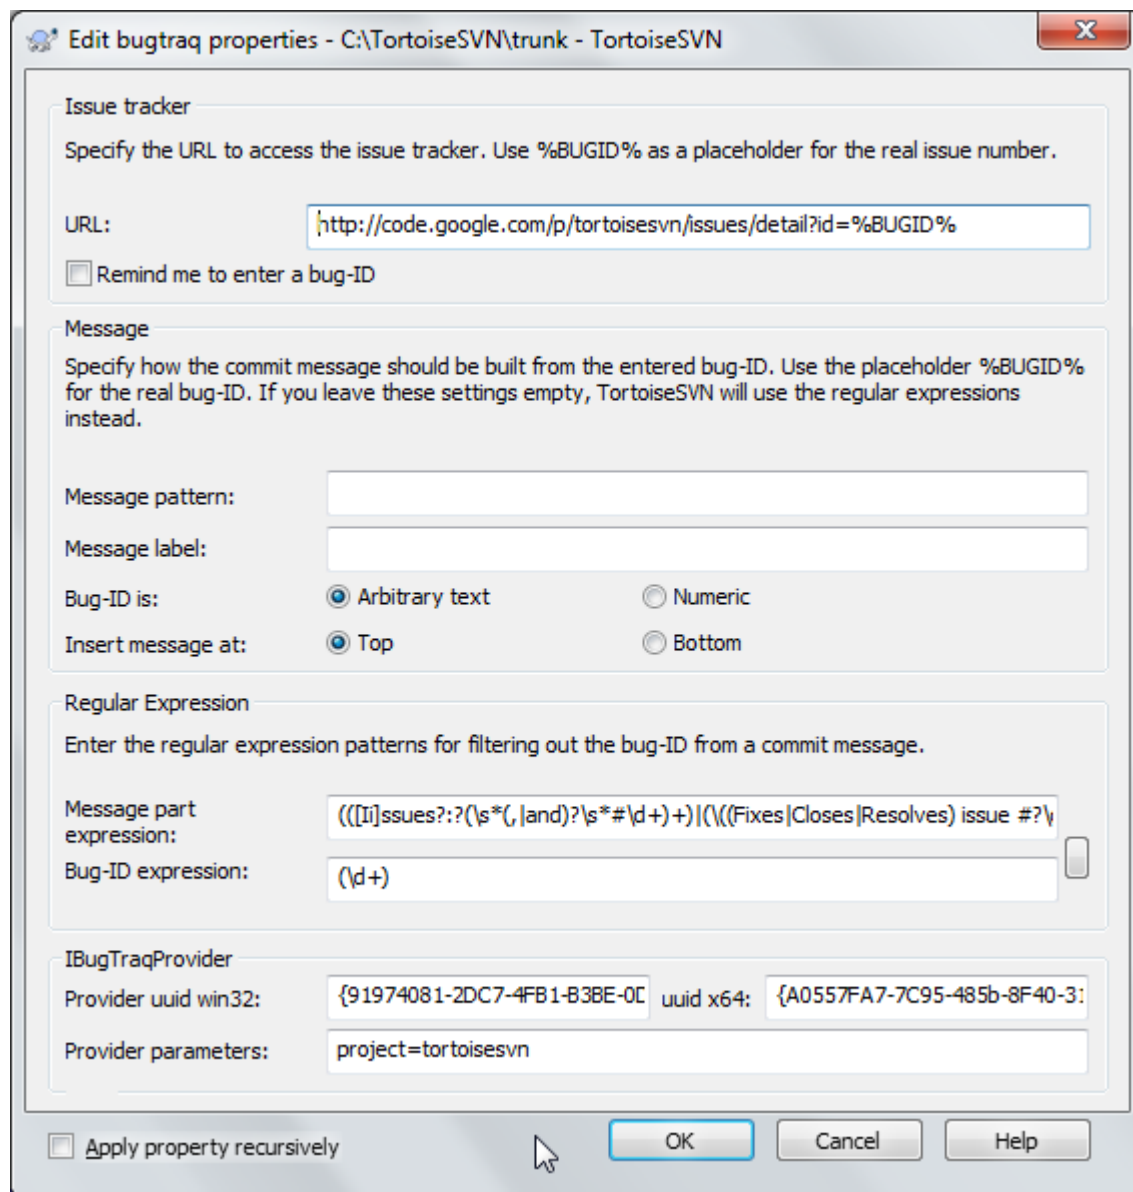 Edit bugtraq properties - C:\TortoiseSVN\trunk - TortoiseSVN
Issue tracker
Specify the URL to access the issue tracker. Use %BUGID% as a placeholder for the real issue number.
URL: http://code.google.com/p/tortoisesvn/issues/detail?id=%BUGID%
Remind me to enter a bug-ID
Message
Specify how the commit message should be built from the entered bug-ID. Use the placeholder %BUGID%
for the real bug-ID. If you leave these settings empty, TortoiseSVN will use the regular expressions
instead.
Message pattern:
Message label:
Bug-ID is: Arbitrary text Numeric
Insert message at: Top Bottom
Regular Expression
Enter the regular expression patterns for filtering out the bug-ID from a commit message.
Message part
expression:
(([Ii]ssues?:?(\s*(,|and)?\s*#\d+)+)|(\((Fixes|Closes|Resolves) issue #?\
Bug-ID expression: (\d+)
IBugTraqProvider
Provider uuid win32: {91974081-2DC7-4FB1-B3BE-0D uuid x64: {A0557FA7-7C95-485b-8F40-31
Provider parameters: project=tortoisesvn
Apply property recursively OK Cancel Help